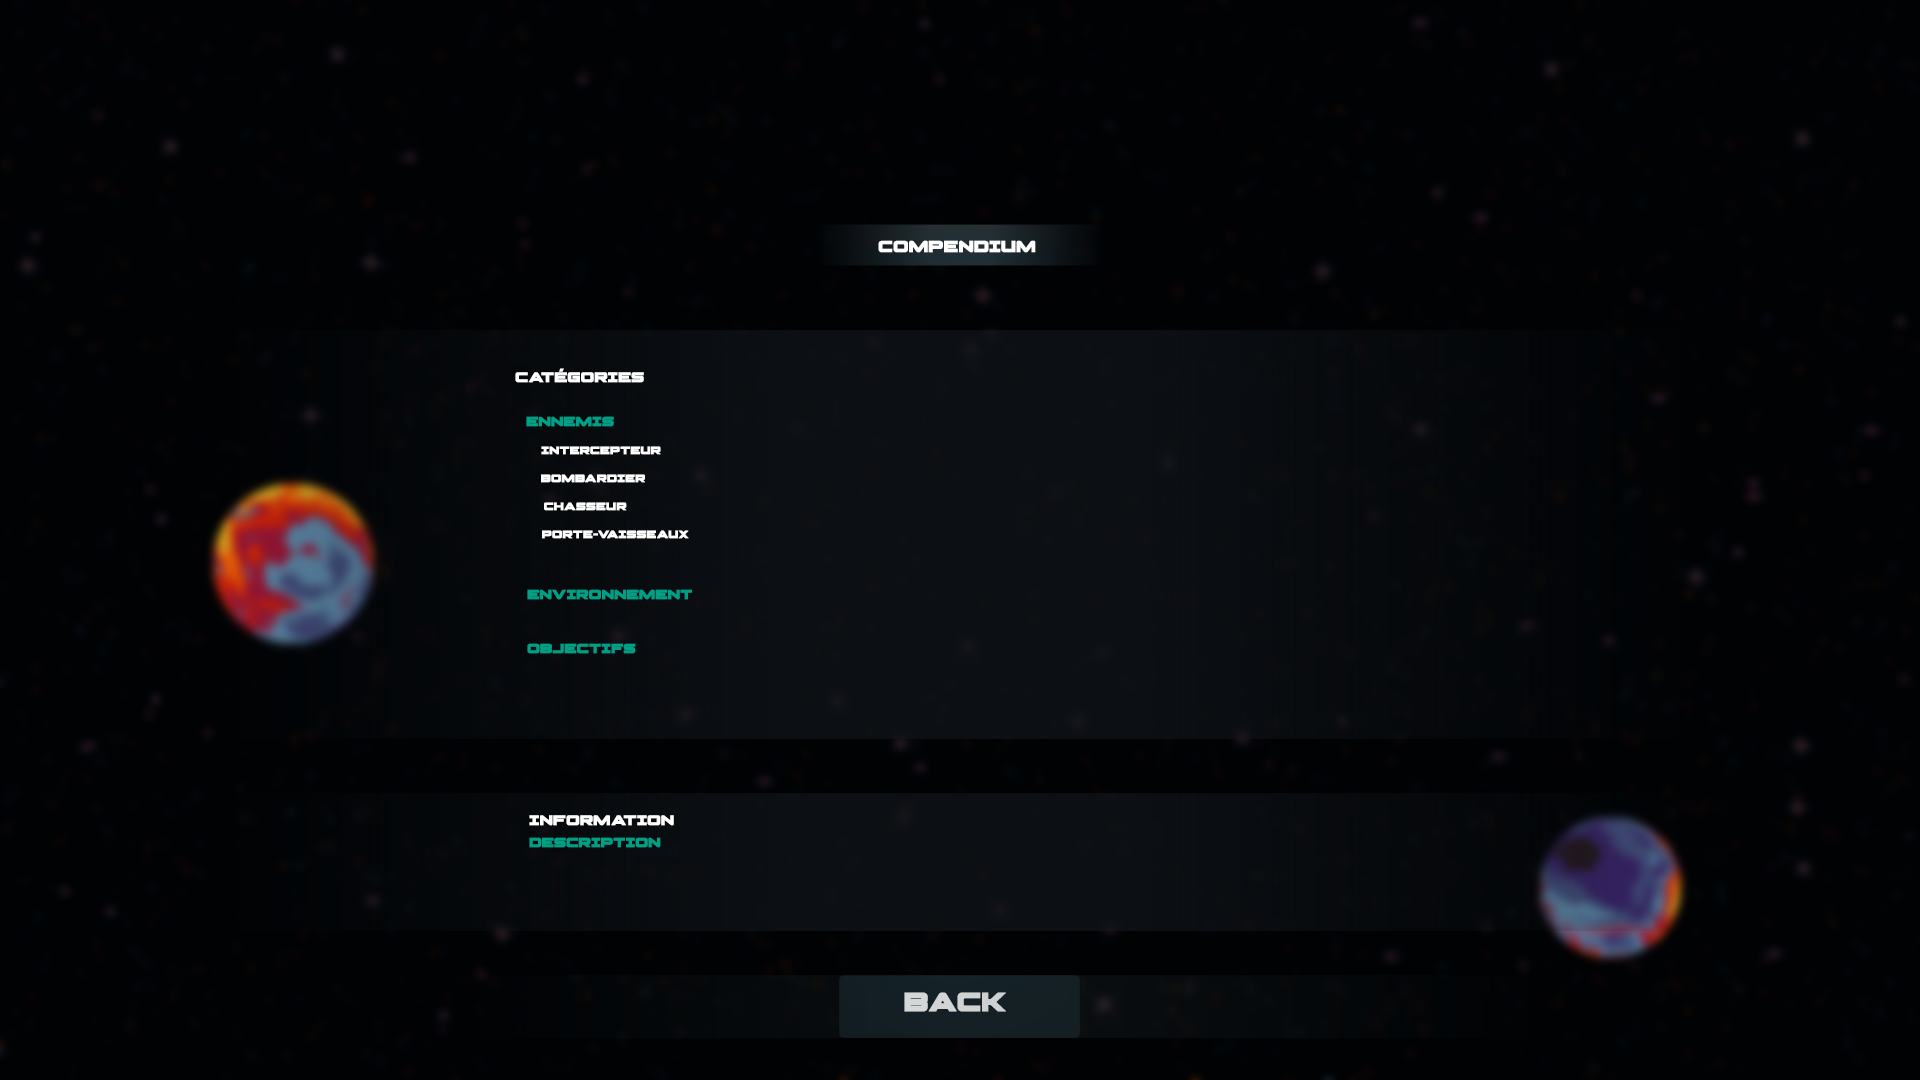 COMPENDIUM
CATÉGORIES
ENNEMIS
INTERCEPTEUR
BOMBARDIER
CHASSEUR
PORTE-VAISSEAUX
ENVIRONNEMENT
OBJECTIFS
INFORMATION
DESCRIPTION
BACK